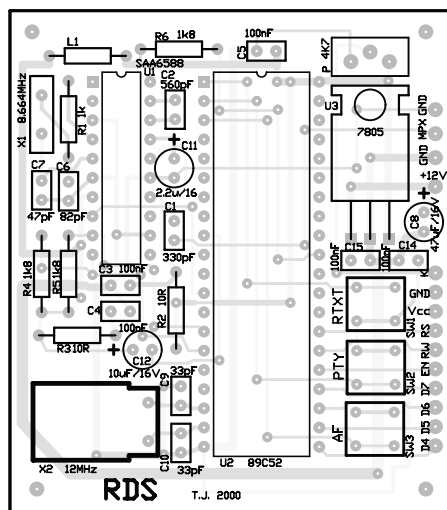 R6 1k8
L1
SAA6588
U1
100nF
C5
P 4K7
X1 8.664MHz
R1 1k
C2
560pF
U3
7805
MPX GND
GND
+12V
C11
2.2u/16
C7
C6
47pF
82pF
C1
330pF
C8
47uF/16V
R4 1k8
R5 1k8
C3 100nF
C4
100nF
R2
10R
100nF
C15
100nF
C14
K
RTXT
SW1
GND
Vcc
RS
R3 10R
C12
10uF/16V
PTY
SW2
RW
EN
D7
C9
33pF
AF
SW3
D6
D5
D4
C10
33pF
X2 12MHz
U2 89C52
RDS
T.J. 2000